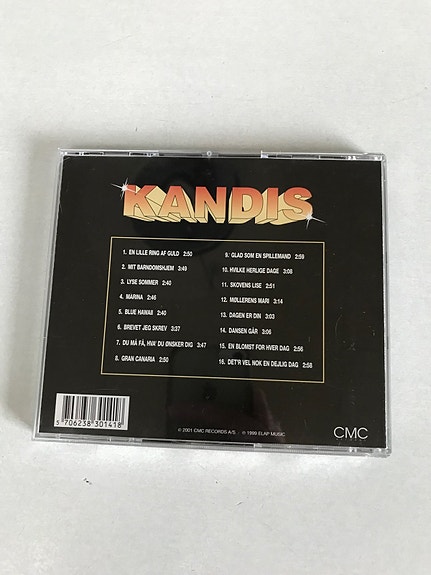 KANDIS
1. EN LILLE RING AF GULD 2:50
2. MIT BARNDOMSHJEM 3:49
3. LYSE SOMMER 2:40
4. MARINA 2:46
5. BLUE HAWAII 2:40
6. BREVET JEG SKREV 3:37
7. DU MÅ FÅ, HVA' DU ØNSKER DIG 3:47
8. GRAN CANARIA 2:50
9. GLAD SOM EN SPILLEMAND 2:59
10. HVILKE HERLIGE DAGE 3:08
11. SKOVENS LISE 2:51
12. MØLLERENS MARI 3:14
13. DAGEN ER DIN 3:03
14. DANSEN GÅR 3:06
15. EN BLOMST FOR HVER DAG 2:56
16. DET'R VEL NOK EN DEJLIG DAG 2:58
5 706238 301418
© 2001 CMC RECORDS A/S. ℗ 1999 ELAP MUSIC
CMC